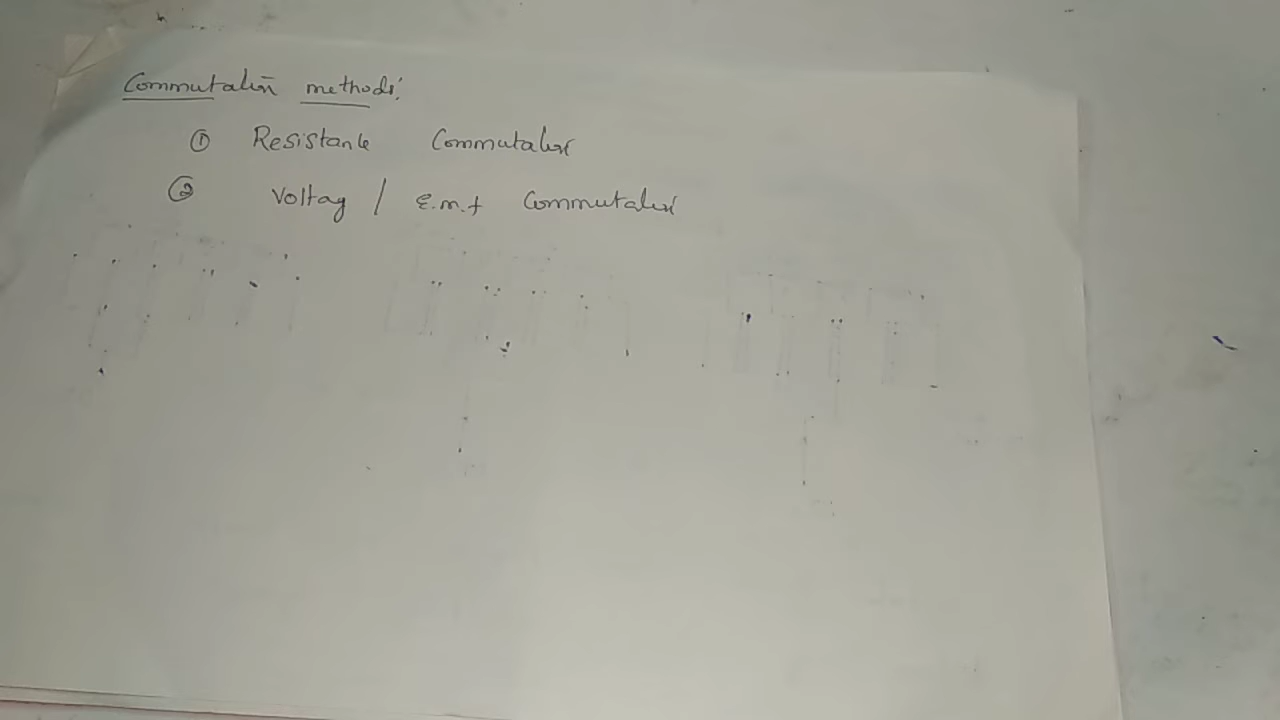 Commutation methods:
① Resistance Commutation
② Voltage / E.m.f Commutation